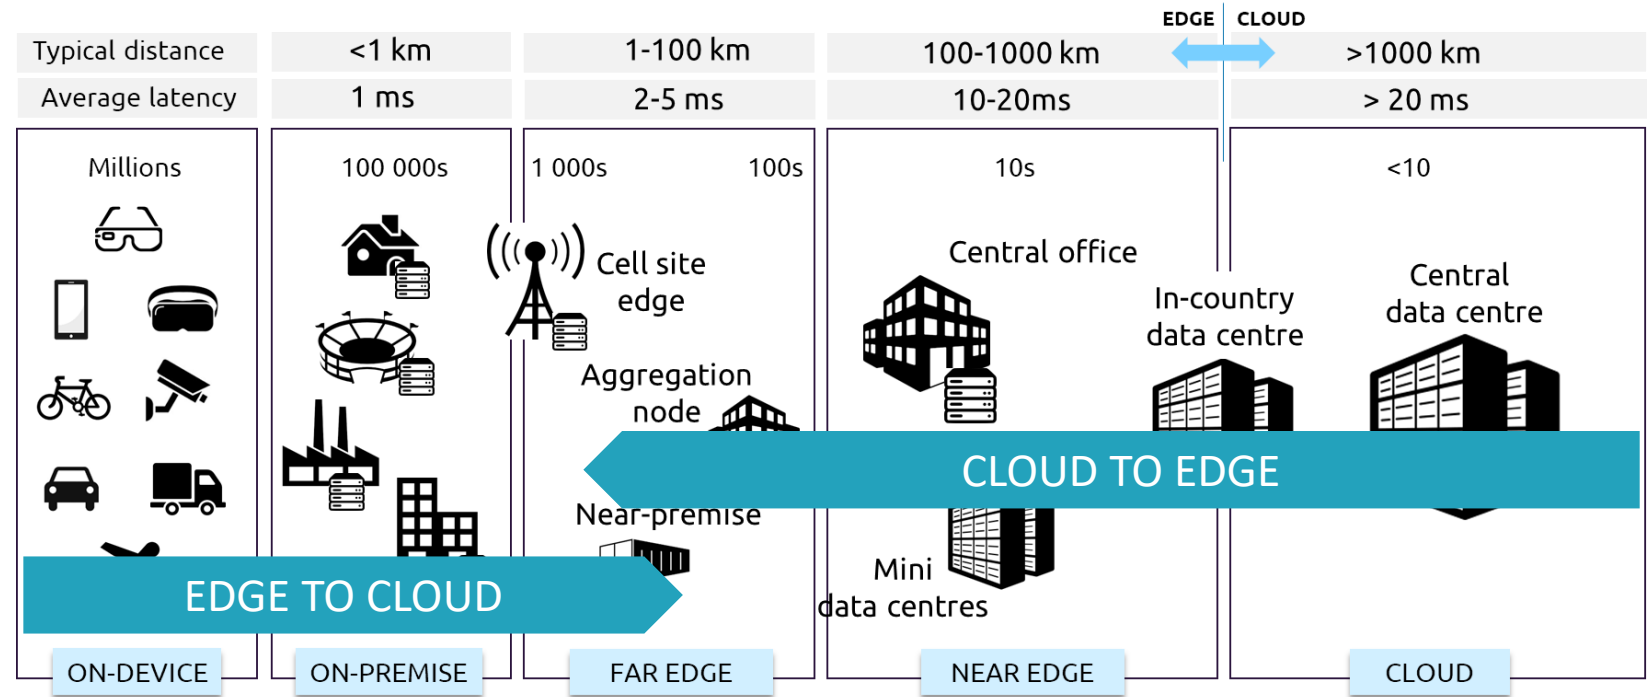 EDGE CLOUD
Typical distance <1 km 1-100 km 100-1000 km >1000 km
Average latency 1 ms 2-5 ms 10-20ms > 20 ms
Millions 100 000s 1 000s 100s 10s <10
Cell site
edge
Aggregation
node
Near-premise
Central office
Mini
data centres
In-country
data centre
Central
data centre
CLOUD TO EDGE
EDGE TO CLOUD
ON-DEVICE ON-PREMISE FAR EDGE NEAR EDGE CLOUD